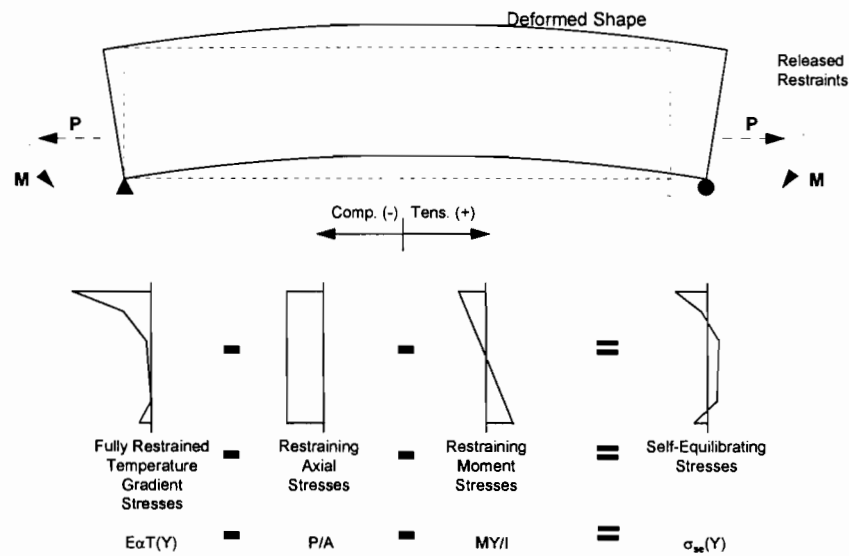 Deformed Shape
Released
Restraints
P
P
M
M
Comp. (-)
Tens. (+)
- - =
Fully Restrained
Temperature
Gradient
Stresses
-
Restraining
Axial
Stresses
-
Restraining
Moment
Stresses
=
Self-Equilibrating
Stresses
EαT(Y) - P/A - MY/I = σse(Y)